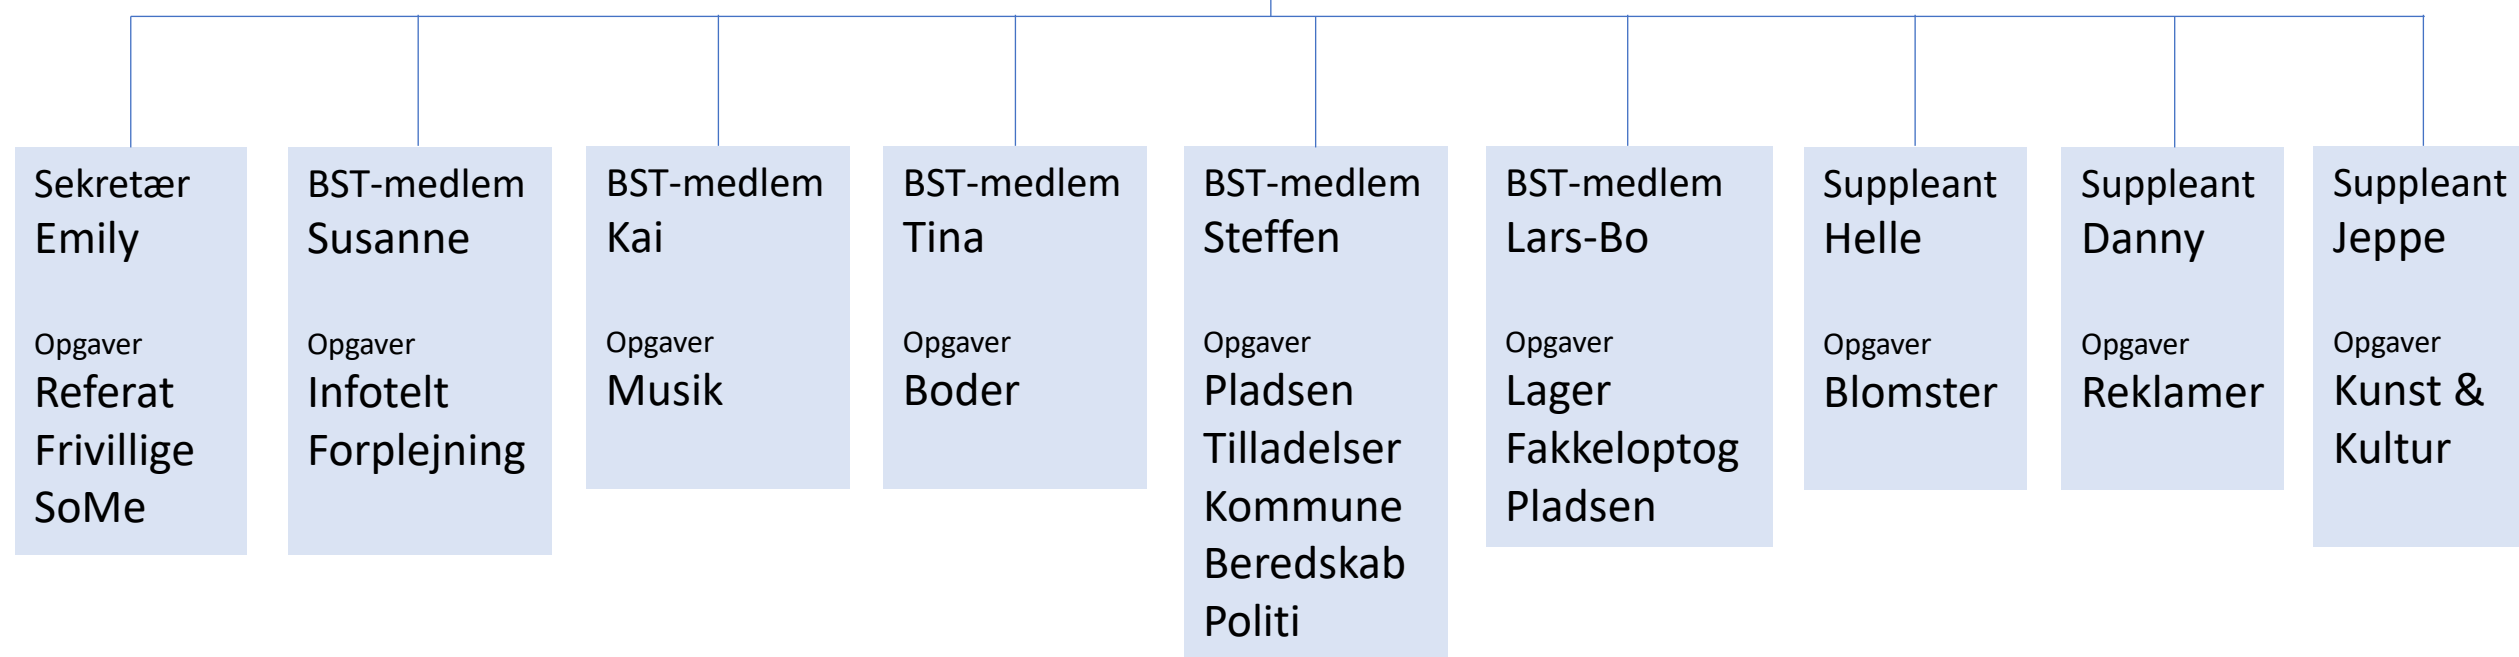 Sekretær
Emily
Opgaver
Referat
Frivillige
SoMe
BST-medlem
Susanne
Opgaver
Infotelt
Forplejning
BST-medlem
Kai
Opgaver
Musik
BST-medlem
Tina
Opgaver
Boder
BST-medlem
Steffen
Opgaver
Pladsen
Tilladelser
Kommune
Beredskab
Politi
BST-medlem
Lars-Bo
Opgaver
Lager
Fakkeloptog
Pladsen
Suppleant
Helle
Opgaver
Blomster
Suppleant
Danny
Opgaver
Reklamer
Suppleant
Jeppe
Opgaver
Kunst &
Kultur